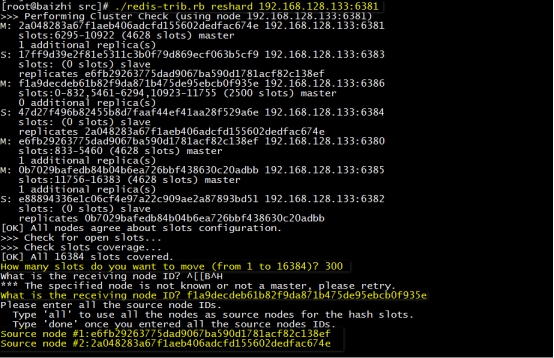 [root@baizhi src]# ./redis-trib.rb reshard 192.168.128.133:6381
>>> Performing Cluster Check (using node 192.168.128.133:6381)
M: 2a048283a67f1aeb406adcfd155602dedfac674e 192.168.128.133:6381
slots:6295-10922 (4628 slots) master
1 additional replica(s)
S: 17ff9d39e2f81e5311c3b0f79d869ecf063b5cf9 192.168.128.133:6383
slots: (0 slots) slave
replicates e6fb29263775dad9067ba590d1781acf82c138ef
M: f1a9decdeb61b82f9da871b475de95ebcb0f935e 192.168.128.133:6386
slots:0-832,5461-6294,10923-11755 (2500 slots) master
0 additional replica(s)
S: 47d27f496b82455b8d7faaf44ef41aa28f529a6e 192.168.128.133:6384
slots: (0 slots) slave
replicates 2a048283a67f1aeb406adcfd155602dedfac674e
M: e6fb29263775dad9067ba590d1781acf82c138ef 192.168.128.133:6380
slots:833-5460 (4628 slots) master
1 additional replica(s)
M: 0b7029bafedb84b04b6ea726bbf438630c20adbb 192.168.128.133:6385
slots:11756-16383 (4628 slots) master
1 additional replica(s)
S: e88894336e1c06cf4e97a22c909ae2a87893bd51 192.168.128.133:6382
slots: (0 slots) slave
replicates 0b7029bafedb84b04b6ea726bbf438630c20adbb
[OK] All nodes agree about slots configuration.
>>> Check for open slots...
>>> Check slots coverage...
[OK] All 16384 slots covered.
How many slots do you want to move (from 1 to 16384)? 300
What is the receiving node ID? ^[[B^H
*** The specified node is not known or not a master, please retry.
What is the receiving node ID? f1a9decdeb61b82f9da871b475de95ebcb0f935e
Please enter all the source node IDs.
Type 'all' to use all the nodes as source nodes for the hash slots.
Type 'done' once you entered all the source nodes IDs.
Source node #1:e6fb29263775dad9067ba590d1781acf82c138ef
Source node #2:2a048283a67f1aeb406adcfd155602dedfac674e